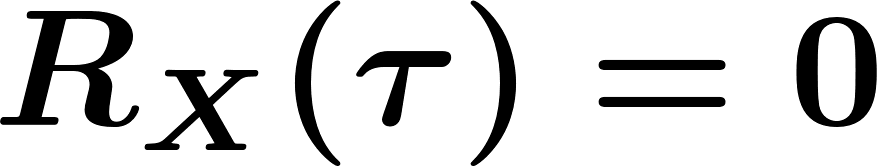 R_X(τ) = 0